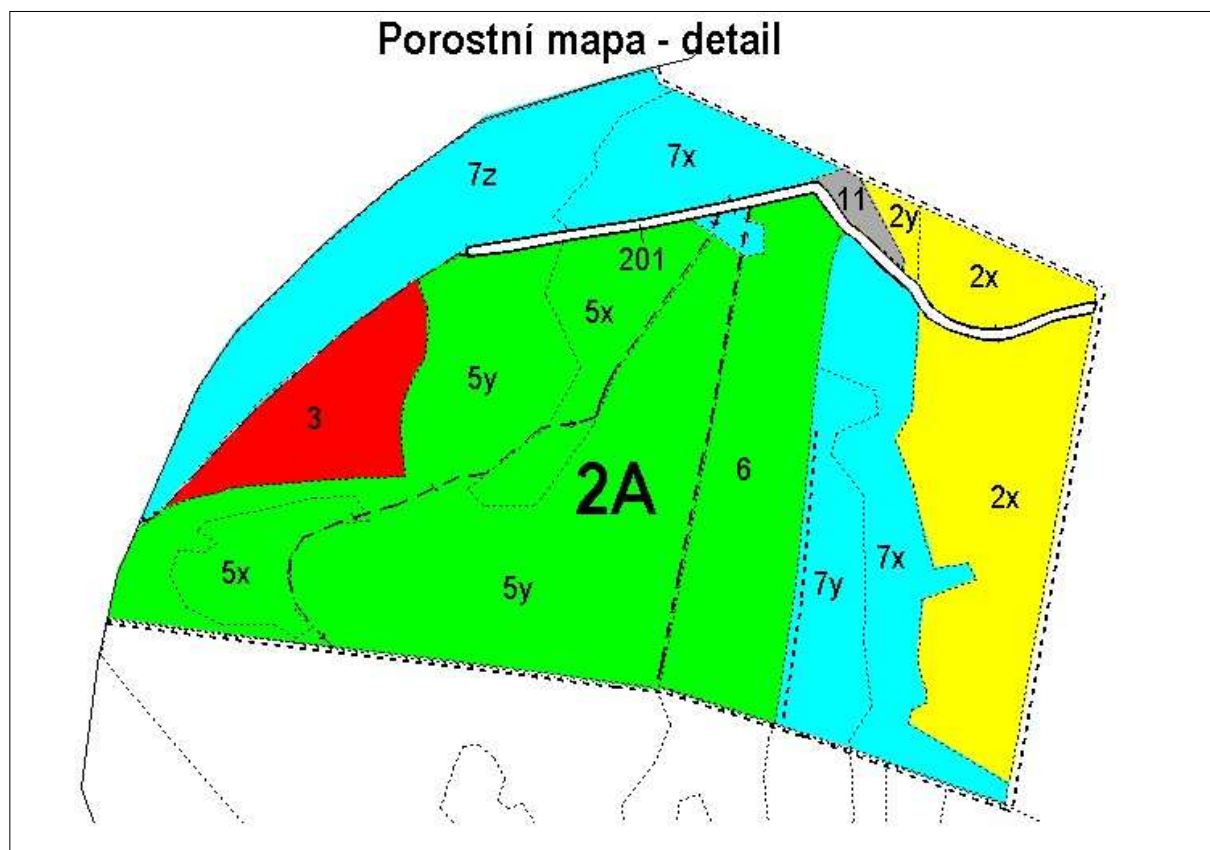 Porostní mapa - detail
7z
7x
11
2y
201
2x
5x
5y
3
2A
6
2x
5x
5y
7y
7x